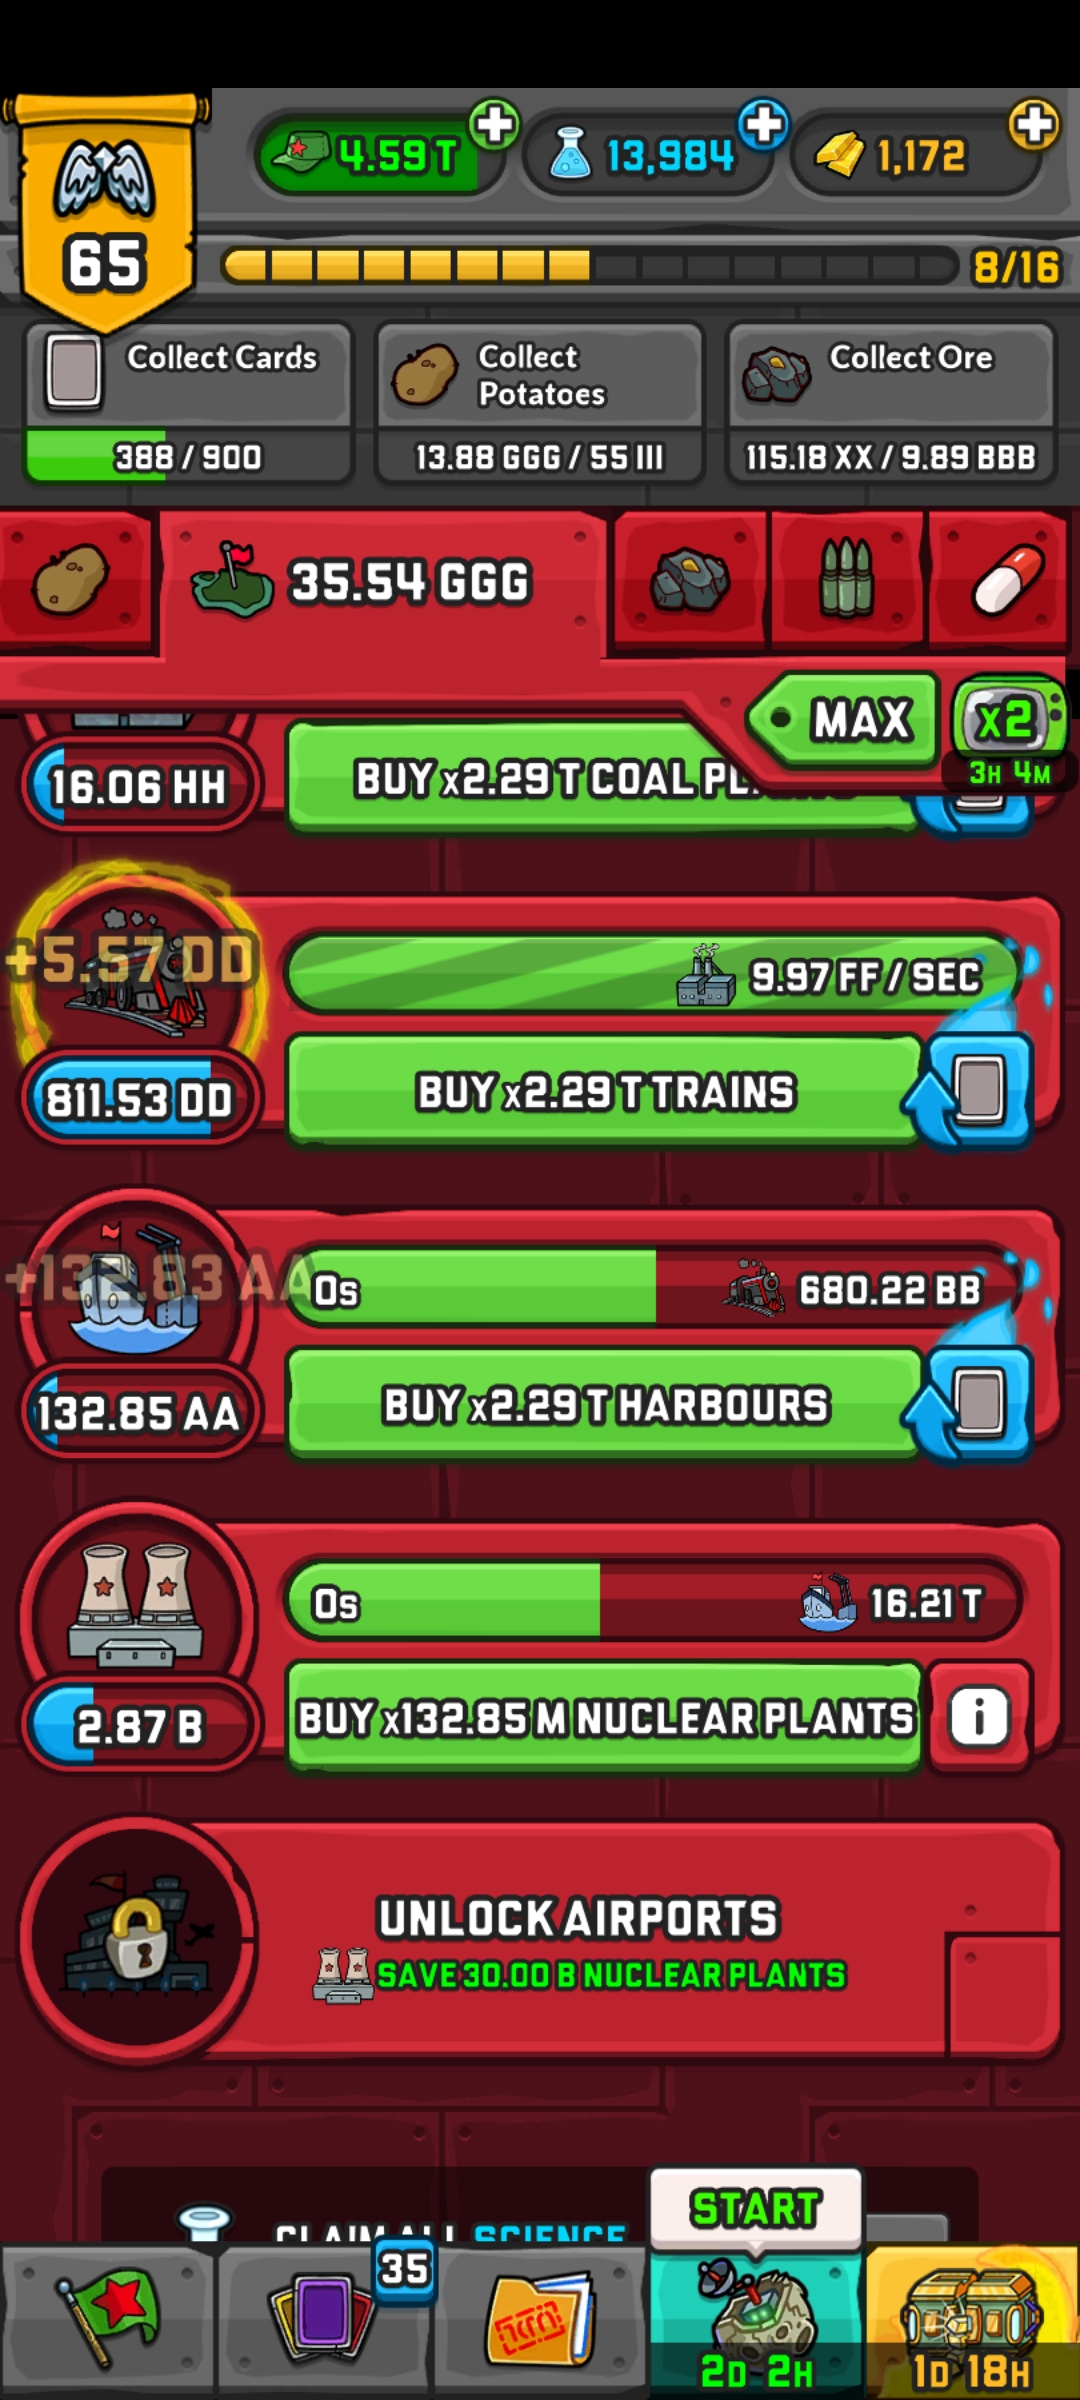 4.59 T
13,984
1,172
65
8/16
Collect Cards
388 / 900
Collect
Potatoes
13.88 GGG / 55 III
Collect Ore
115.18 XX / 9.89 BBB
35.54 GGG
MAX
x2
3H 4M
16.06 HH
BUY x2.29 T COAL PL
+5.57 DD
9.97 FF / SEC
811.53 DD
BUY x2.29 T TRAINS
+132.83 AA
0s
680.22 BB
132.85 AA
BUY x2.29 T HARBOURS
0s
16.21 T
2.87 B
BUY x132.85 M NUCLEAR PLANTS
i
UNLOCK AIRPORTS
SAVE 30.00 B NUCLEAR PLANTS
CLAIM ALL SCIENCE
START
35
2D 2H
1D 18H